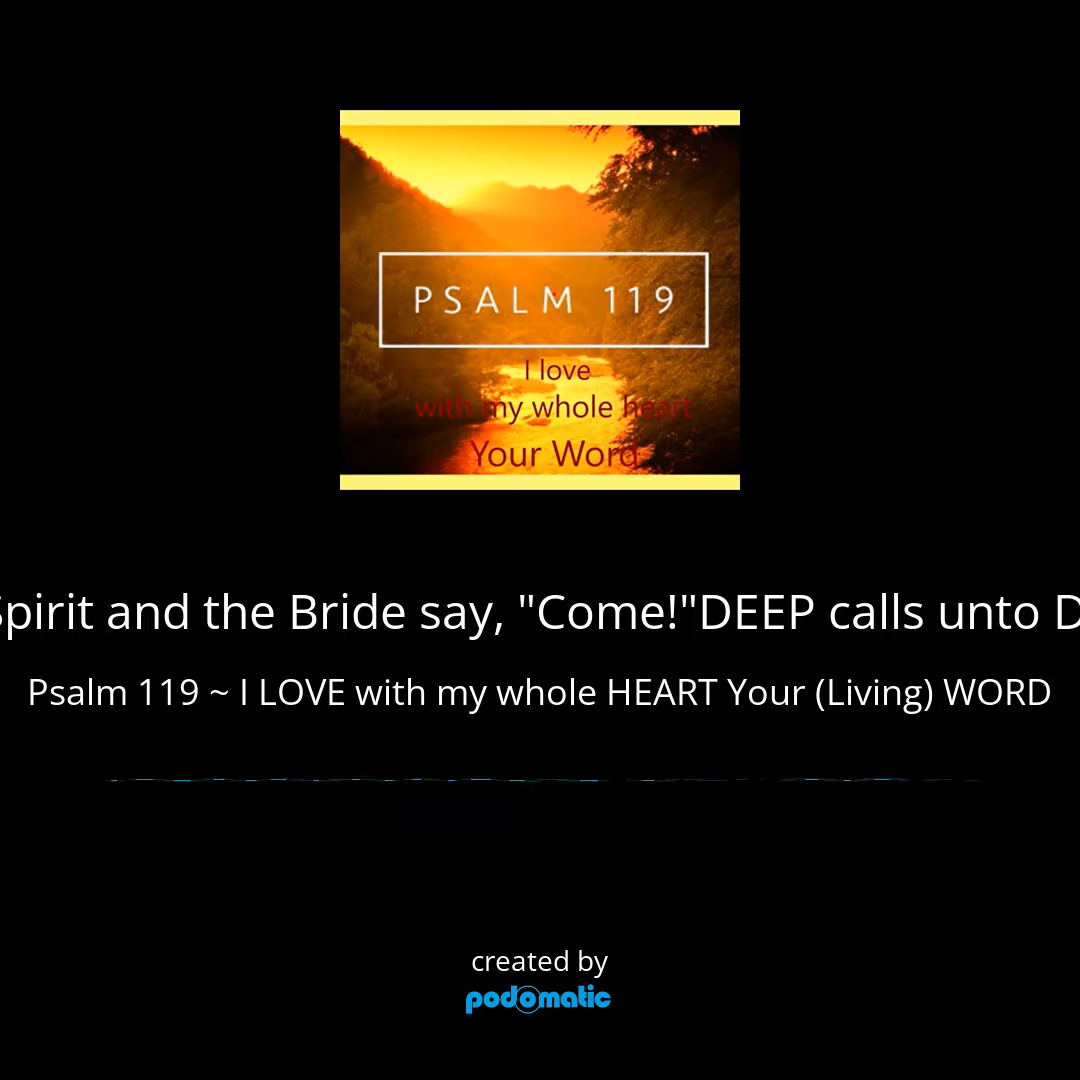 PSALM 119
I love
with my whole heart
Your Word
Spirit and the Bride say, "Come!"DEEP calls unto D
Psalm 119 ~ I LOVE with my whole HEART Your (Living) WORD
created by
podomatic